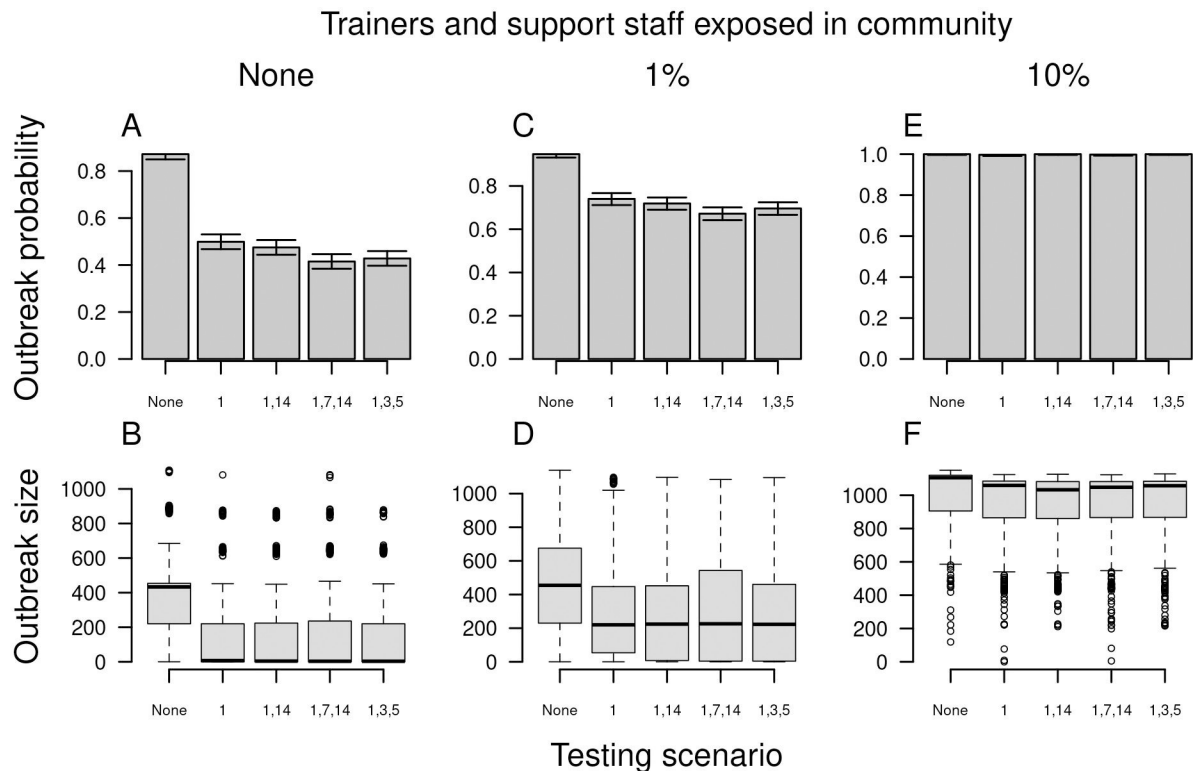 Trainers and support staff exposed in community
None 1% 10%
A C E
Outbreak probability
0.8
0.6
0.4
0.2
0.0
None 1 1,14 1,7,14 1,3,5
0.8
0.6
0.4
0.2
0.0
None 1 1,14 1,7,14 1,3,5
1.0
0.8
0.6
0.4
0.2
0.0
None 1 1,14 1,7,14 1,3,5
B D F
Outbreak size
1000
800
600
400
200
0
None 1 1,14 1,7,14 1,3,5
1000
800
600
400
200
0
None 1 1,14 1,7,14 1,3,5
1000
800
600
400
200
0
None 1 1,14 1,7,14 1,3,5
Testing scenario